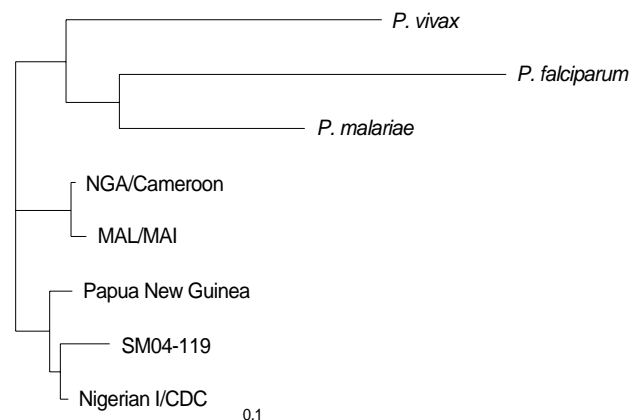 P. vivax
P. falciparum
P. malariae
NGA/Cameroon
MAL/MAI
Papua New Guinea
SM04-119
Nigerian I/CDC
0.1